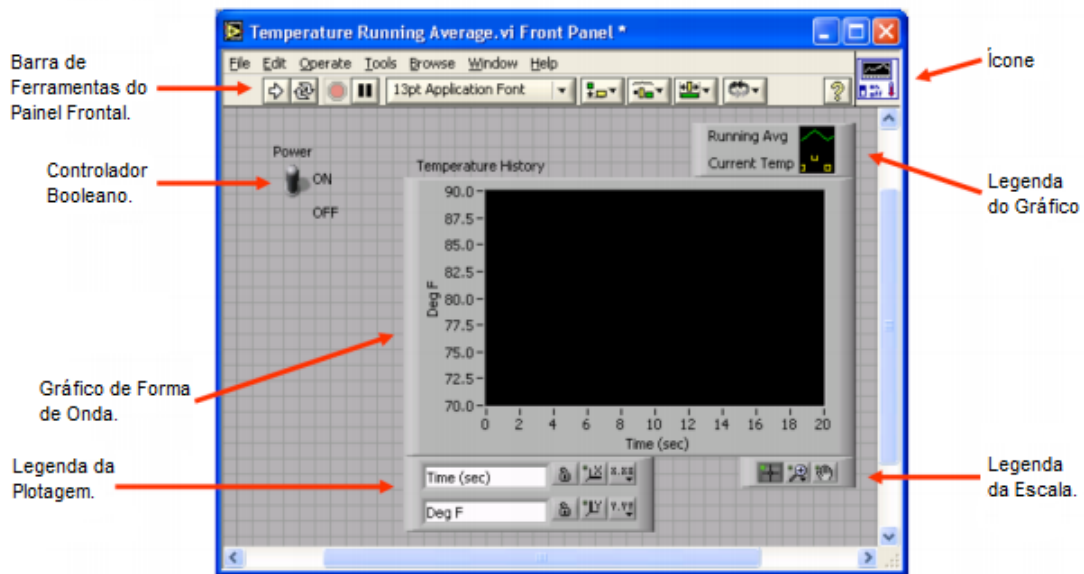 Temperature Running Average.vi Front Panel *
File Edit Operate Tools Browse Window Help
13pt Application Font
?
Barra de
Ferramentas do
Painel Frontal.
Ícone
Power
ON
OFF
Controlador
Booleano.
Running Avg
Current Temp
Legenda
do Gráfico
Temperature History
90.0
87.5
85.0
82.5
80.0
77.5
75.0
72.5
70.0
Deg F
0 2 4 6 8 10 12 14 16 18 20
Time (sec)
Gráfico de Forma
de Onda.
Legenda da
Plotagem.
Time (sec)
X.XX
Deg F
Y.YY
Legenda
da Escala.